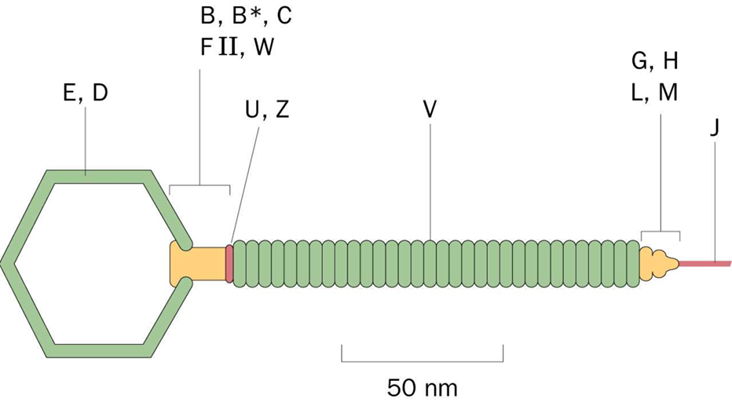 B, B*, C
F II, W
E, D
U, Z
V
G, H
L, M
J
50 nm